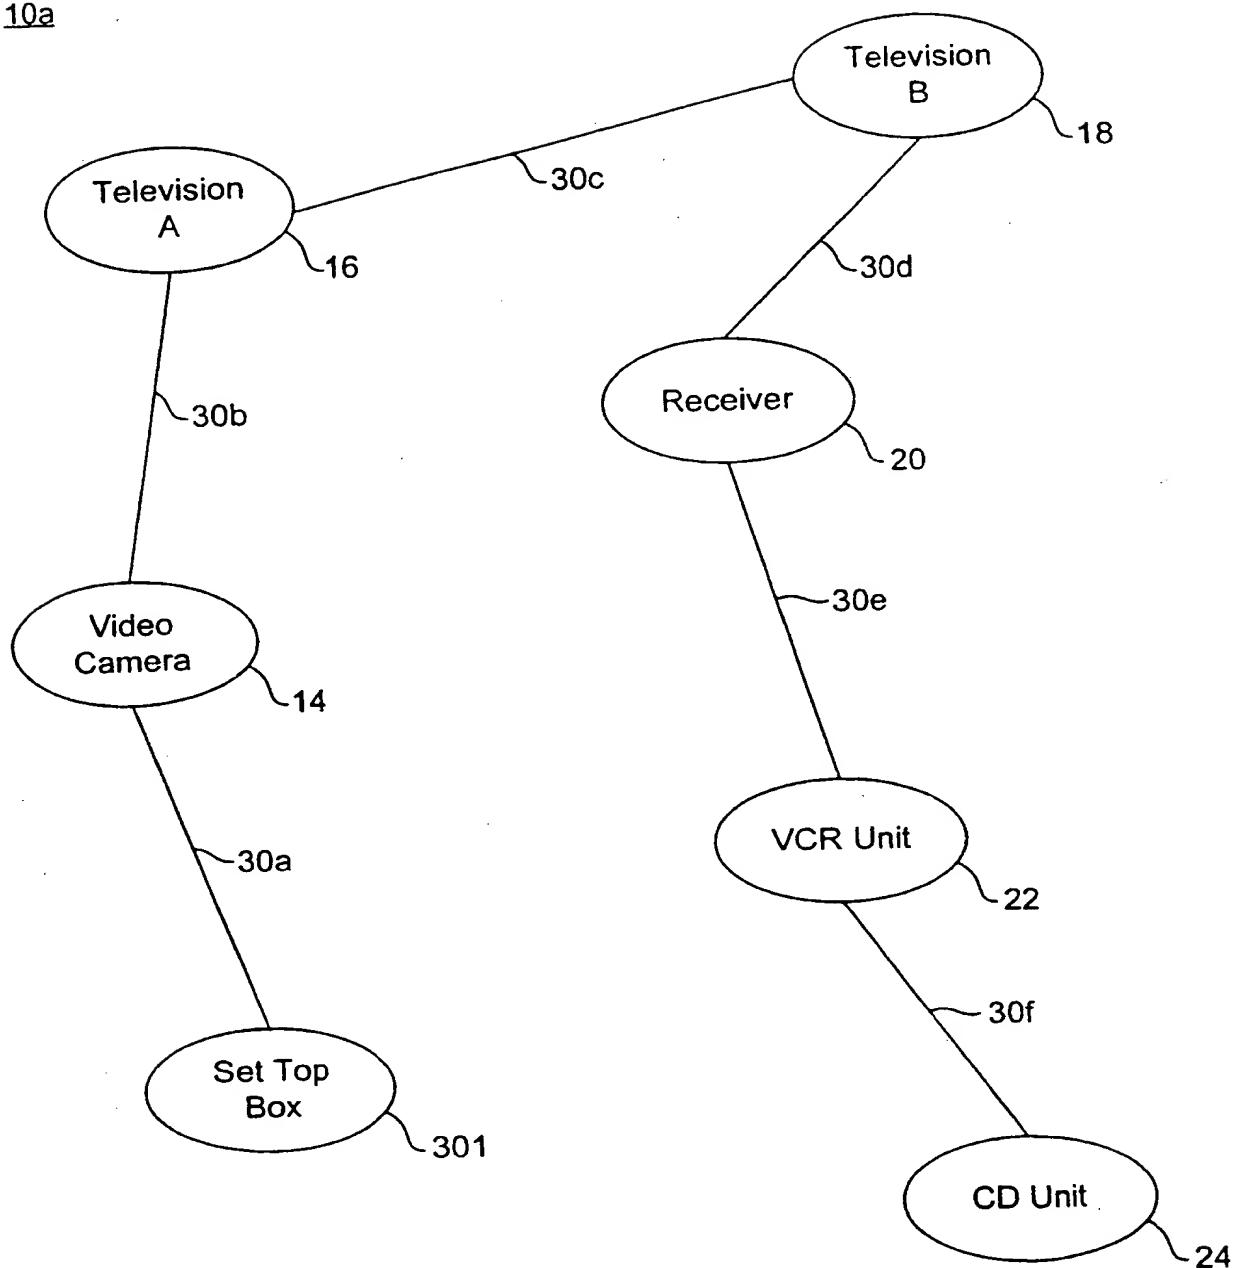 10a
Television
B
18
30c
Television
A
16
30d
Receiver
20
30b
30e
Video
Camera
14
VCR Unit
22
30a
30f
Set Top
Box
301
CD Unit
24